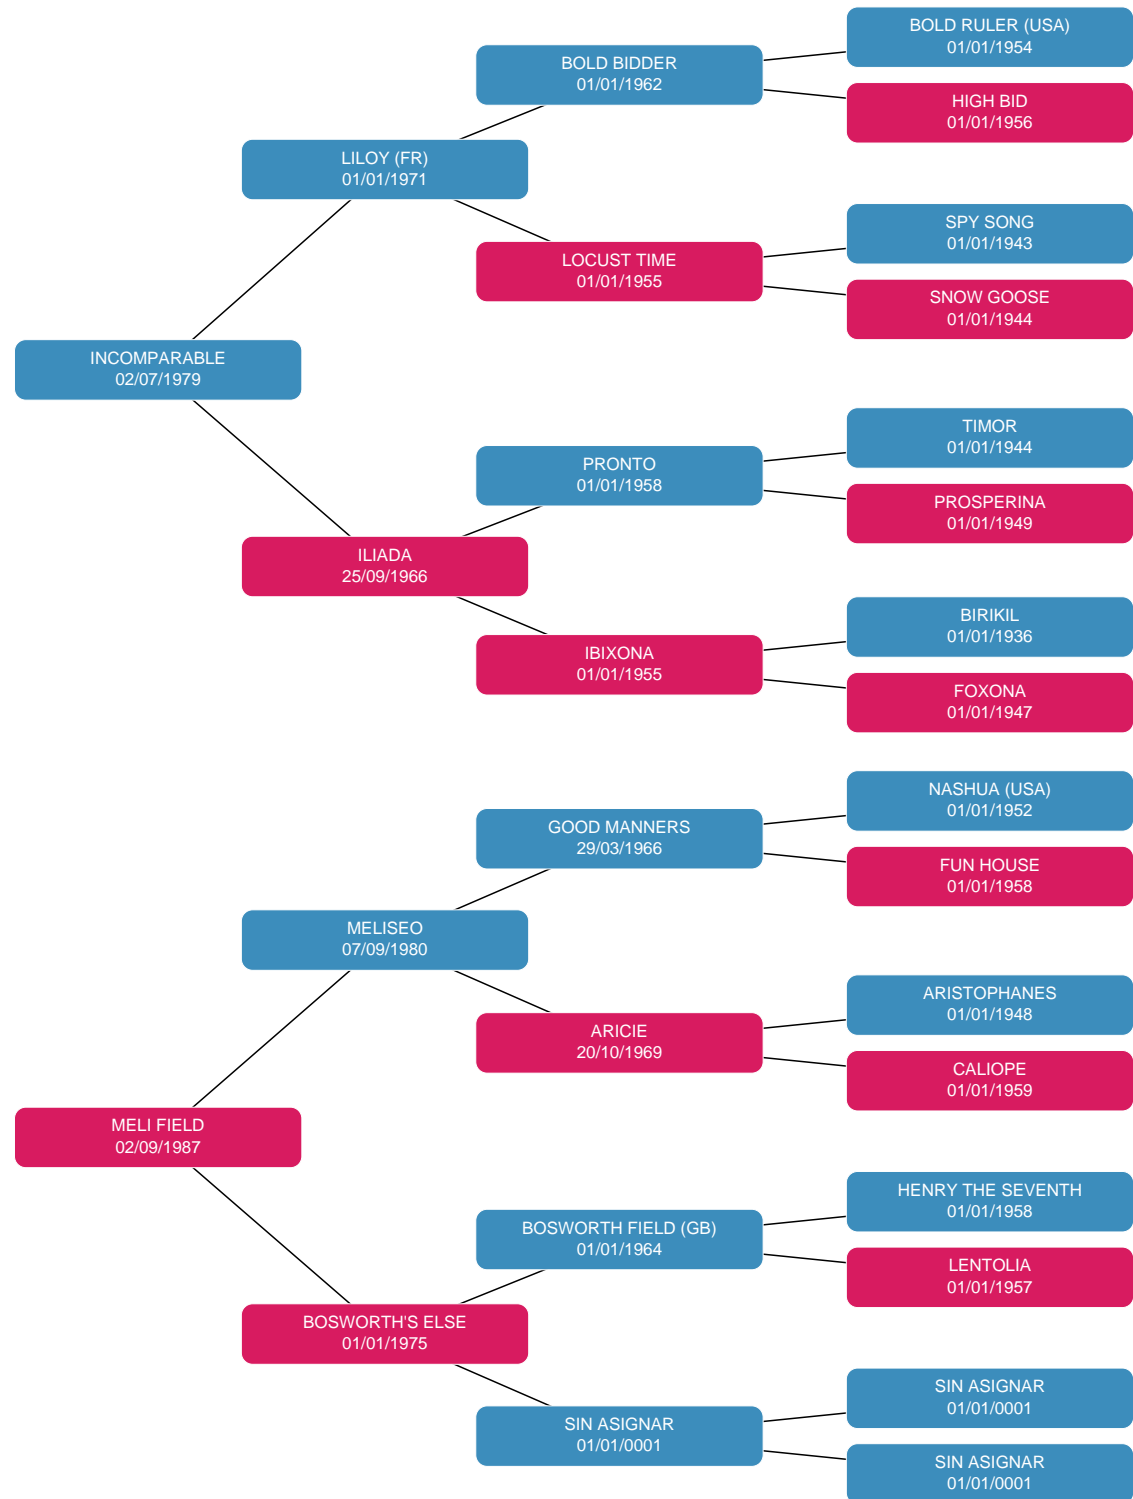 BOLD RULER (USA)
01/01/1954
BOLD BIDDER
01/01/1962
HIGH BID
01/01/1956
LILOY (FR)
01/01/1971
SPY SONG
01/01/1943
LOCUST TIME
01/01/1955
SNOW GOOSE
01/01/1944
INCOMPARABLE
02/07/1979
TIMOR
01/01/1944
PRONTO
01/01/1958
PROSPERINA
01/01/1949
ILIADA
25/09/1966
BIRIKIL
01/01/1936
IBIXONA
01/01/1955
FOXONA
01/01/1947
NASHUA (USA)
01/01/1952
GOOD MANNERS
29/03/1966
FUN HOUSE
01/01/1958
MELISEO
07/09/1980
ARISTOPHANES
01/01/1948
ARICIE
20/10/1969
CALIOPE
01/01/1959
MELI FIELD
02/09/1987
HENRY THE SEVENTH
01/01/1958
BOSWORTH FIELD (GB)
01/01/1964
LENTOLIA
01/01/1957
BOSWORTH'S ELSE
01/01/1975
SIN ASIGNAR
01/01/0001
SIN ASIGNAR
01/01/0001
SIN ASIGNAR
01/01/0001